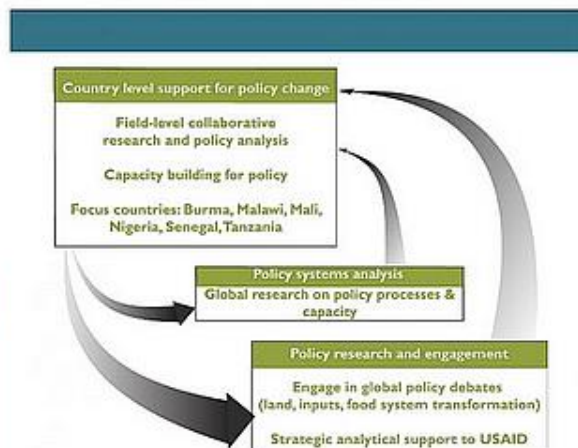 Country level support for policy change
Field-level collaborative
research and policy analysis
Capacity building for policy
Focus countries: Burma, Malawi, Mali,
Nigeria, Senegal, Tanzania
Policy systems analysis
Global research on policy processes &
capacity
Policy research and engagement
Engage in global policy debates
(land, inputs, food system transformation)
Strategic analytical support to USAID